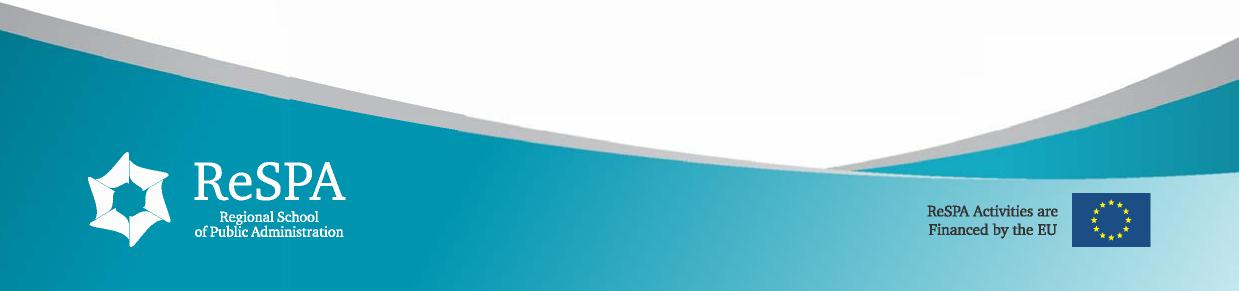 ReSPA
Regional School
of Public Administration
ReSPA Activities are
Financed by the EU